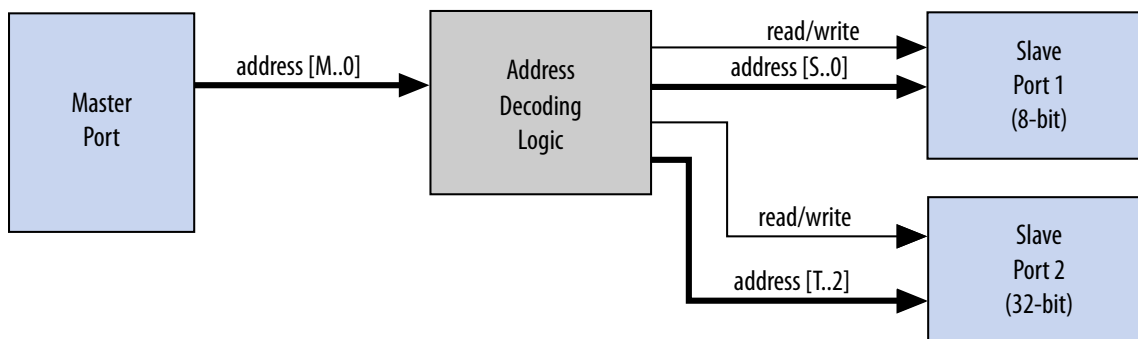 Master
Port
address [M..0]
Address
Decoding
Logic
read/write
address [S..0]
Slave
Port 1
(8-bit)
read/write
address [T..2]
Slave
Port 2
(32-bit)